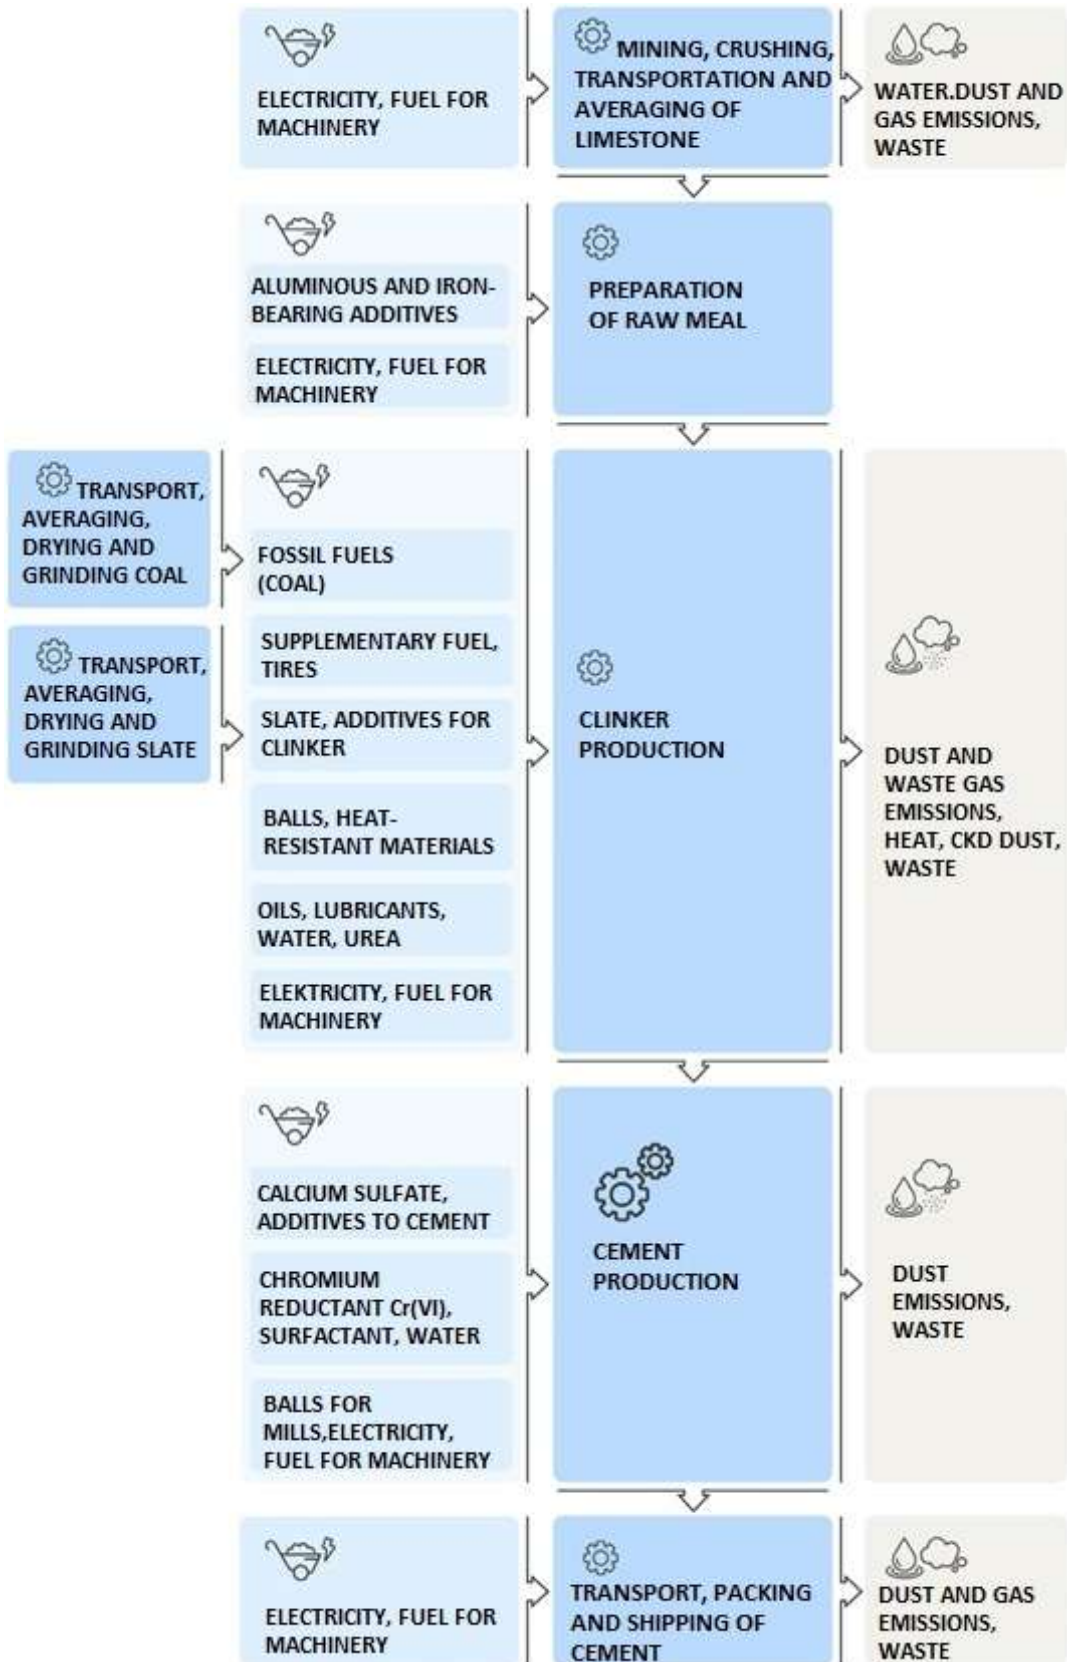 ELECTRICITY, FUEL FOR
MACHINERY
MINING, CRUSHING,
TRANSPORTATION AND
AVERAGING OF
LIMESTONE
WATER.DUST AND
GAS EMISSIONS,
WASTE
ALUMINOUS AND IRON-
BEARING ADDITIVES
ELECTRICITY, FUEL FOR
MACHINERY
PREPARATION
OF RAW MEAL
TRANSPORT,
AVERAGING,
DRYING AND
GRINDING COAL
TRANSPORT,
AVERAGING,
DRYING AND
GRINDING SLATE
FOSSIL FUELS
(COAL)
SUPPLEMENTARY FUEL,
TIRES
SLATE, ADDITIVES FOR
CLINKER
BALLS, HEAT-
RESISTANT MATERIALS
OILS, LUBRICANTS,
WATER, UREA
ELEKTRICITY, FUEL FOR
MACHINERY
CLINKER
PRODUCTION
DUST AND
WASTE GAS
EMISSIONS,
HEAT, CKD DUST,
WASTE
CALCIUM SULFATE,
ADDITIVES TO CEMENT
CHROMIUM
REDUCTANT Cr(VI),
SURFACTANT, WATER
BALLS FOR
MILLS,ELECTRICITY,
FUEL FOR MACHINERY
CEMENT
PRODUCTION
DUST
EMISSIONS,
WASTE
ELECTRICITY, FUEL FOR
MACHINERY
TRANSPORT, PACKING
AND SHIPPING OF
CEMENT
DUST AND GAS
EMISSIONS,
WASTE